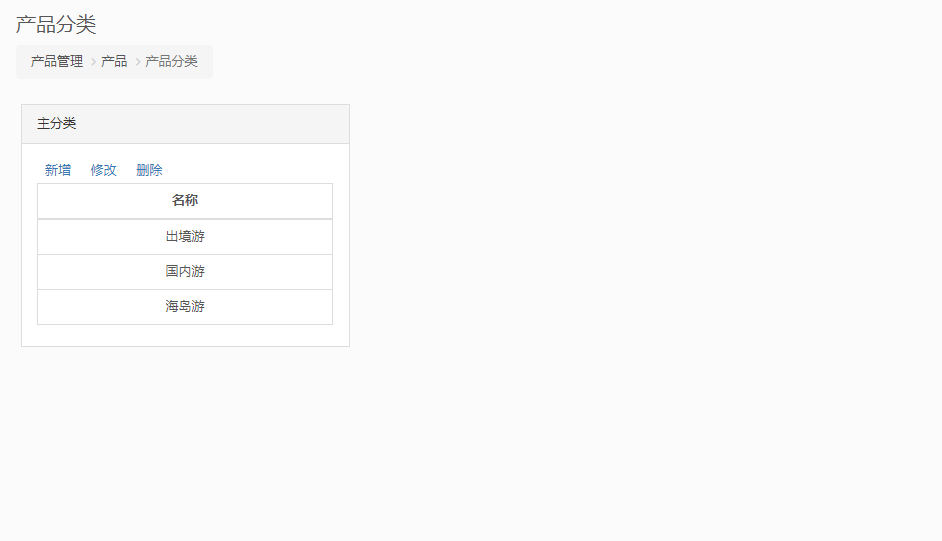 产品分类
产品管理 > 产品 > 产品分类
主分类
新增 修改 删除
名称
出境游
国内游
海岛游